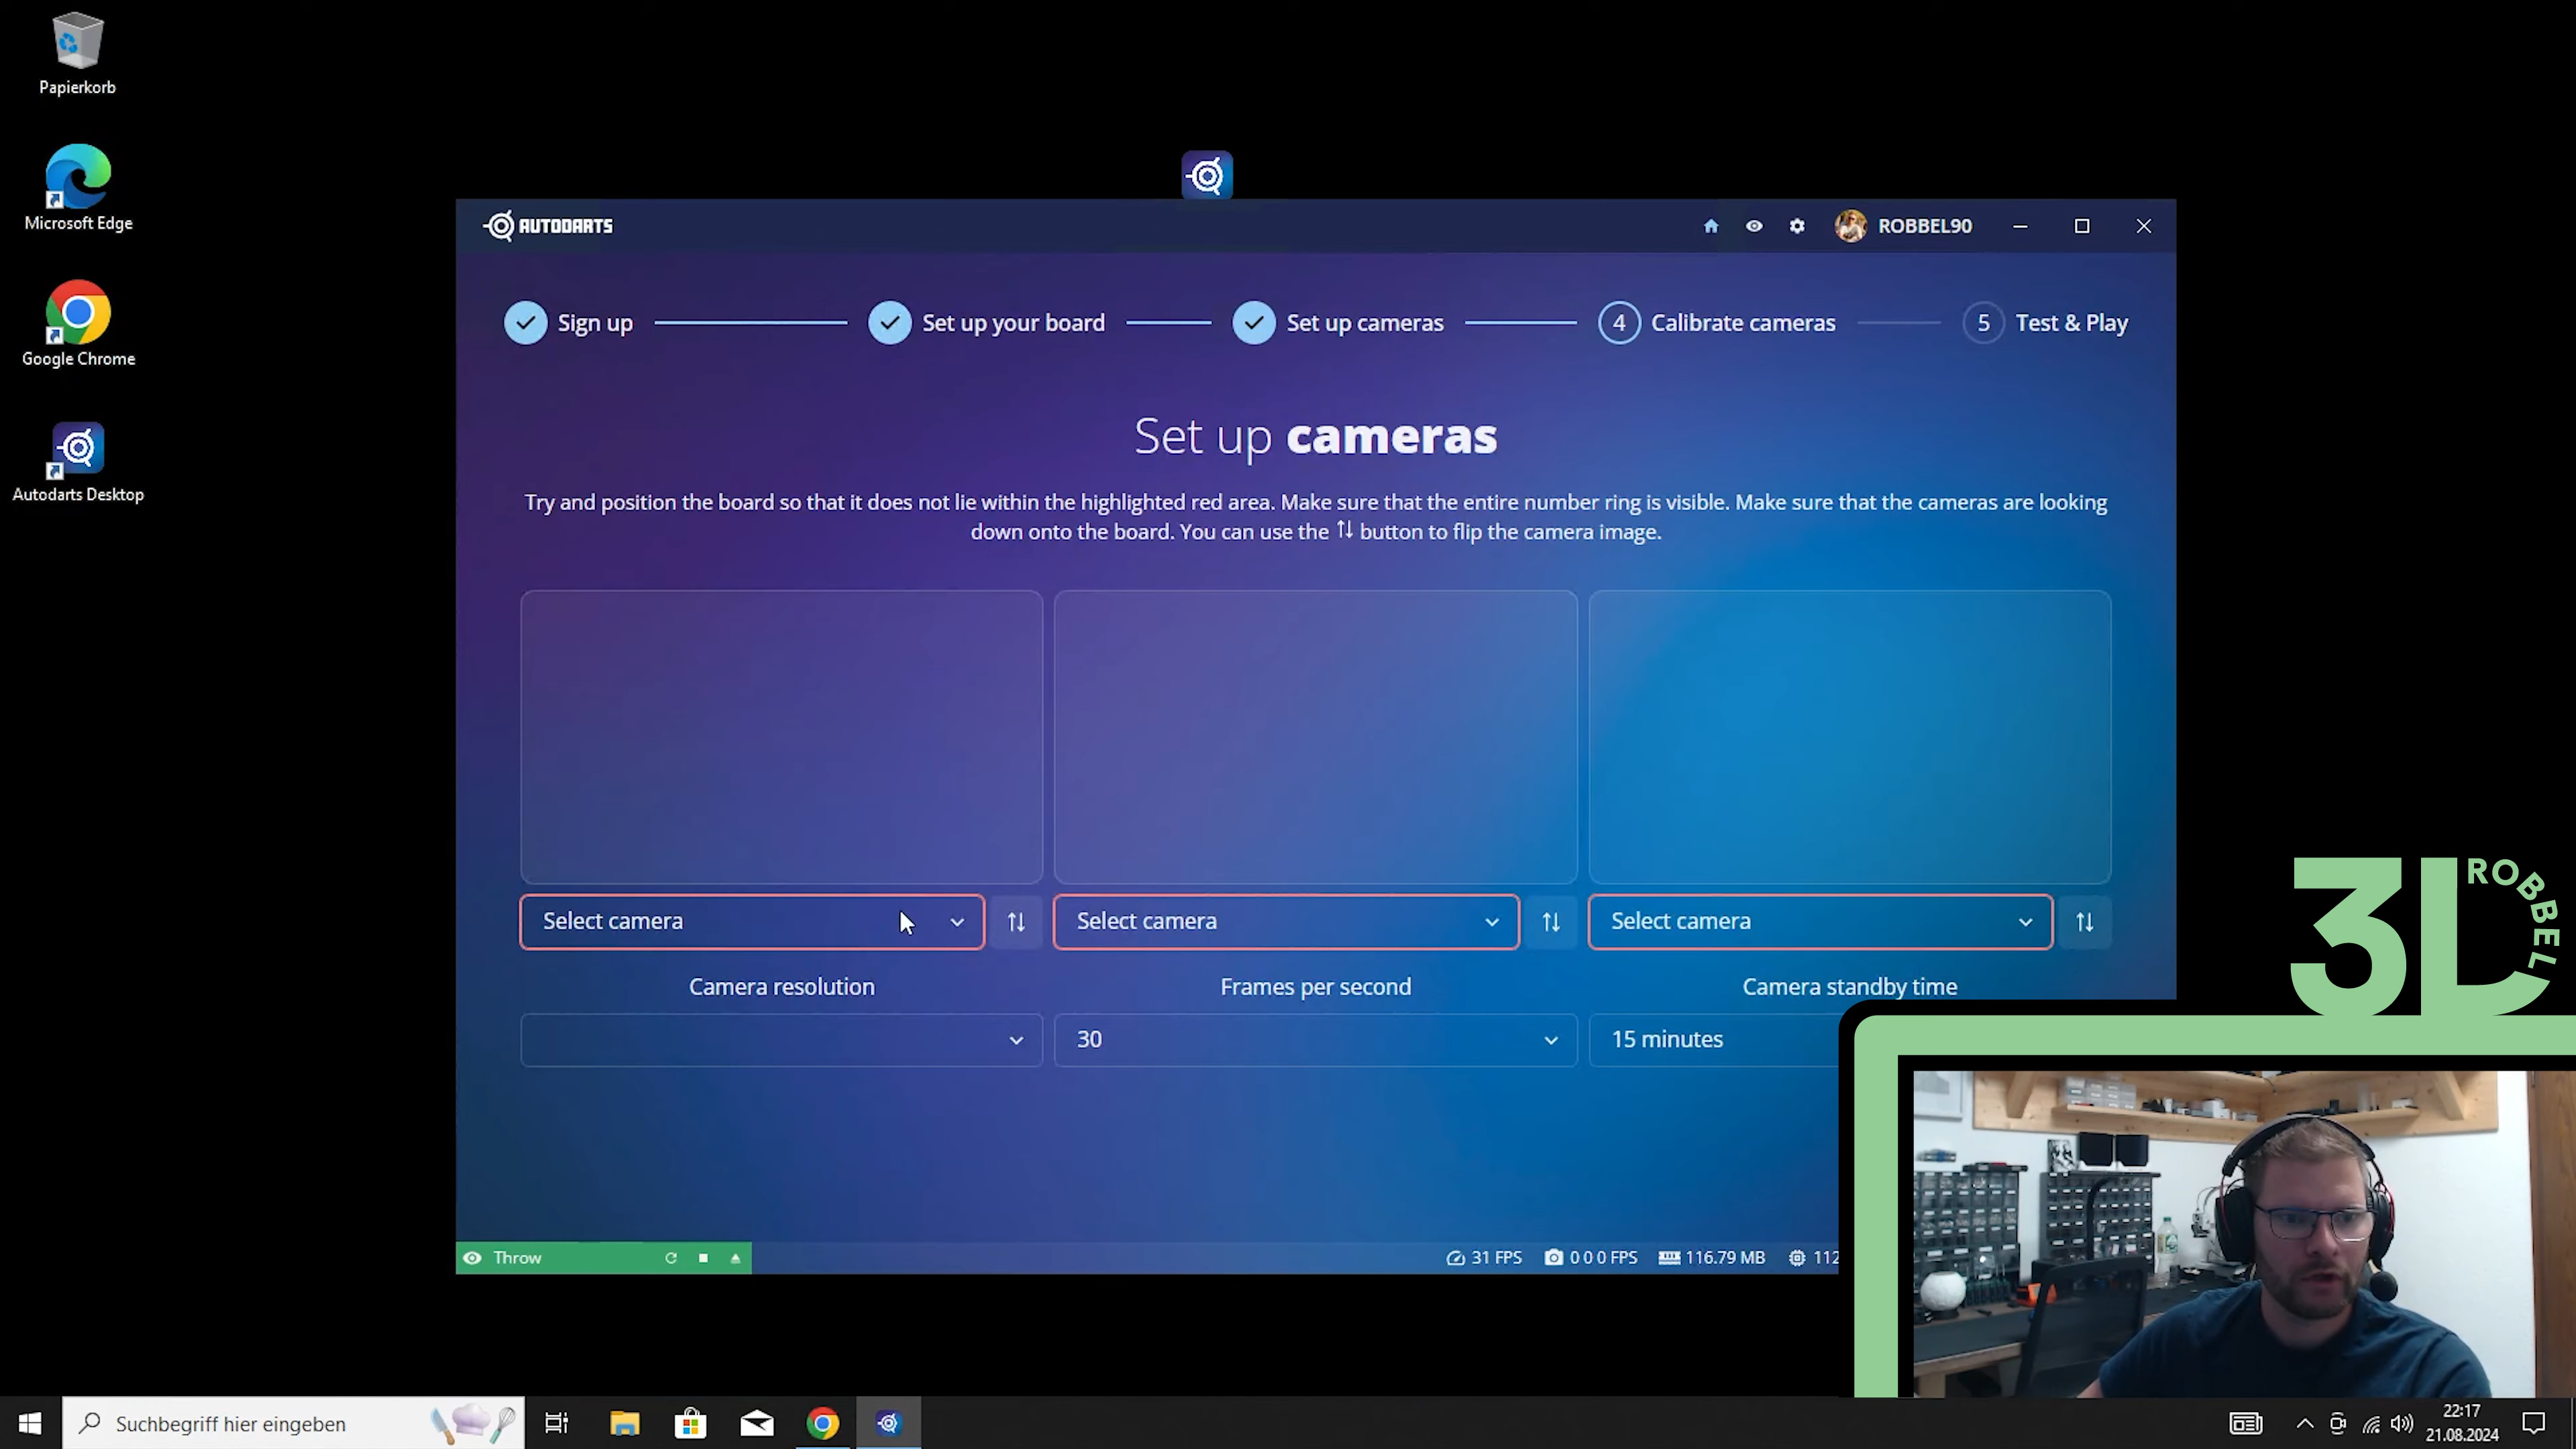 Papierkorb
Microsoft Edge
Google Chrome
Autodarts Desktop
AUTODARTS
ROBBEL90
Sign up
Set up your board
Set up cameras
4 Calibrate cameras
5 Test & Play
Set up cameras
Try and position the board so that it does not lie within the highlighted red area. Make sure that the entire number ring is visible. Make sure that the cameras are looking
down onto the board. You can use the ↑↓ button to flip the camera image.
Select camera
Select camera
Select camera
Camera resolution
Frames per second
Camera standby time
30
15 minutes
Throw
31 FPS
0 0 0 FPS
116.79 MB
112
3D ROBBEL
Suchbegriff hier eingeben
22:17
21.08.2024